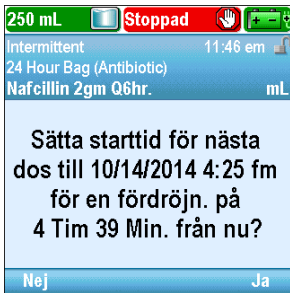 250 mL Stoppad
Intermittent 11:46 em
24 Hour Bag (Antibiotic)
Nafcillin 2gm Q6hr. mL
Sätta starttid för nästa
dos till 10/14/2014 4:25 fm
för en fördröjn. på
4 Tim 39 Min. från nu?
Nej Ja